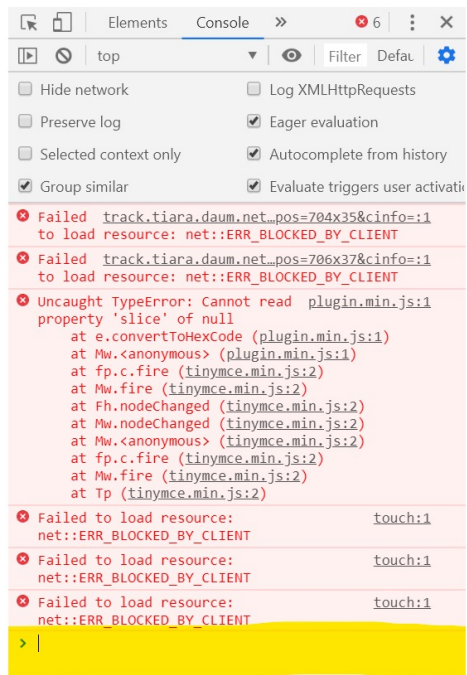 Elements Console » 6
top Filter Defau
Hide network Log XMLHttpRequests
Preserve log Eager evaluation
Selected context only Autocomplete from history
Group similar Evaluate triggers user activati
Failed track.tiara.daum.net…pos=704x35&cinfo=:1
to load resource: net::ERR_BLOCKED_BY_CLIENT
Failed track.tiara.daum.net…pos=706x37&cinfo=:1
to load resource: net::ERR_BLOCKED_BY_CLIENT
Uncaught TypeError: Cannot read plugin.min.js:1
property 'slice' of null
at e.convertToHexCode (plugin.min.js:1)
at Mw.<anonymous> (plugin.min.js:1)
at fp.c.fire (tinymce.min.js:2)
at Mw.fire (tinymce.min.js:2)
at Fh.nodeChanged (tinymce.min.js:2)
at Mw.nodeChanged (tinymce.min.js:2)
at Mw.<anonymous> (tinymce.min.js:2)
at fp.c.fire (tinymce.min.js:2)
at Mw.fire (tinymce.min.js:2)
at Tp (tinymce.min.js:2)
Failed to load resource: touch:1
net::ERR_BLOCKED_BY_CLIENT
Failed to load resource: touch:1
net::ERR_BLOCKED_BY_CLIENT
Failed to load resource: touch:1
net::ERR_BLOCKED_BY_CLIENT
>